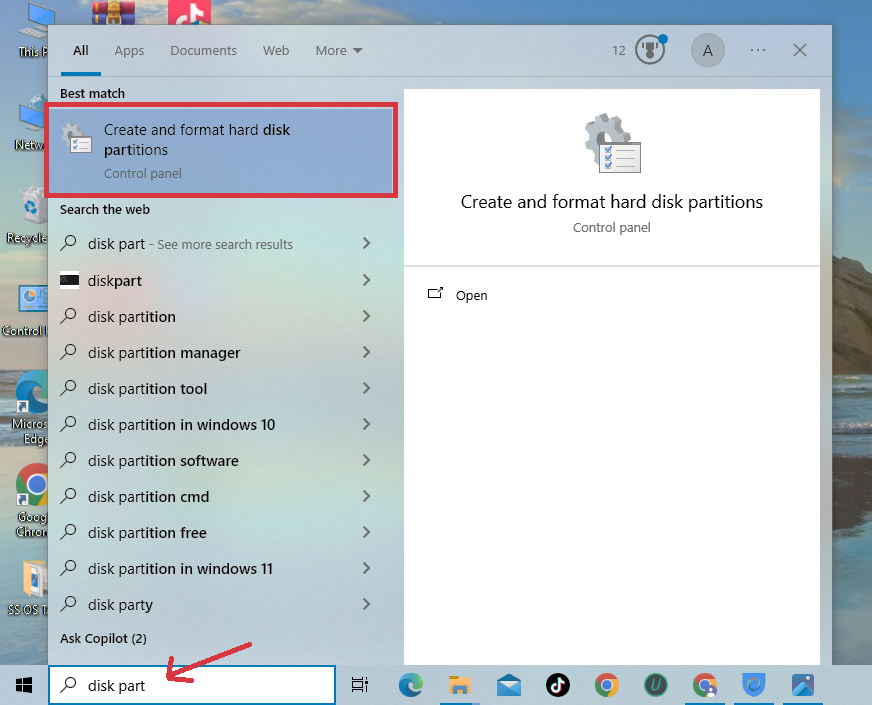 All Apps Documents Web More 12 A
Best match
Create and format hard disk
partitions
Control panel
Search the web
disk part - See more search results
diskpart
disk partition
disk partition manager
disk partition tool
disk partition in windows 10
disk partition software
disk partition cmd
disk partition free
disk partition in windows 11
disk party
Ask Copilot (2)
disk part
Create and format hard disk partitions
Control panel
Open
This P
Netw
Recycle
Control
Micros
Edge
Goog
Chron
SS OS T